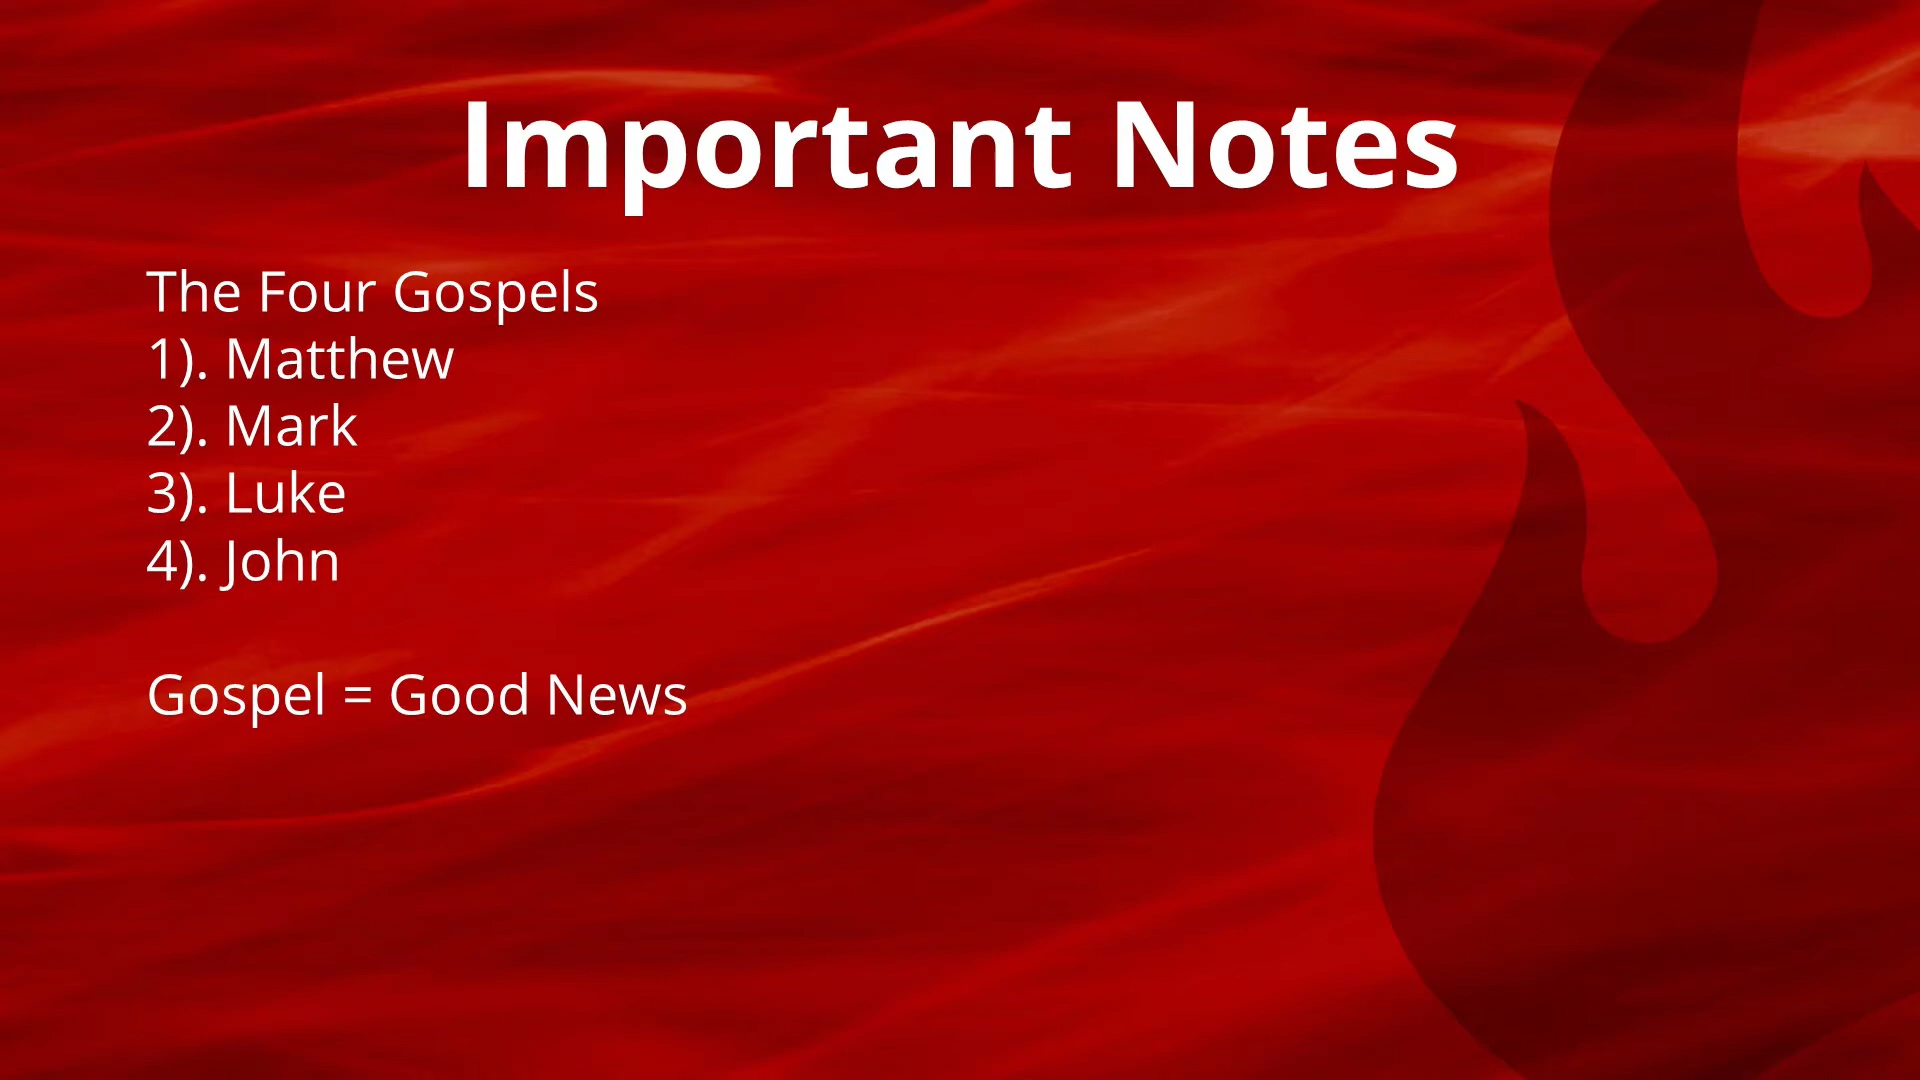 Important Notes
The Four Gospels
1). Matthew
2). Mark
3). Luke
4). John
Gospel = Good News